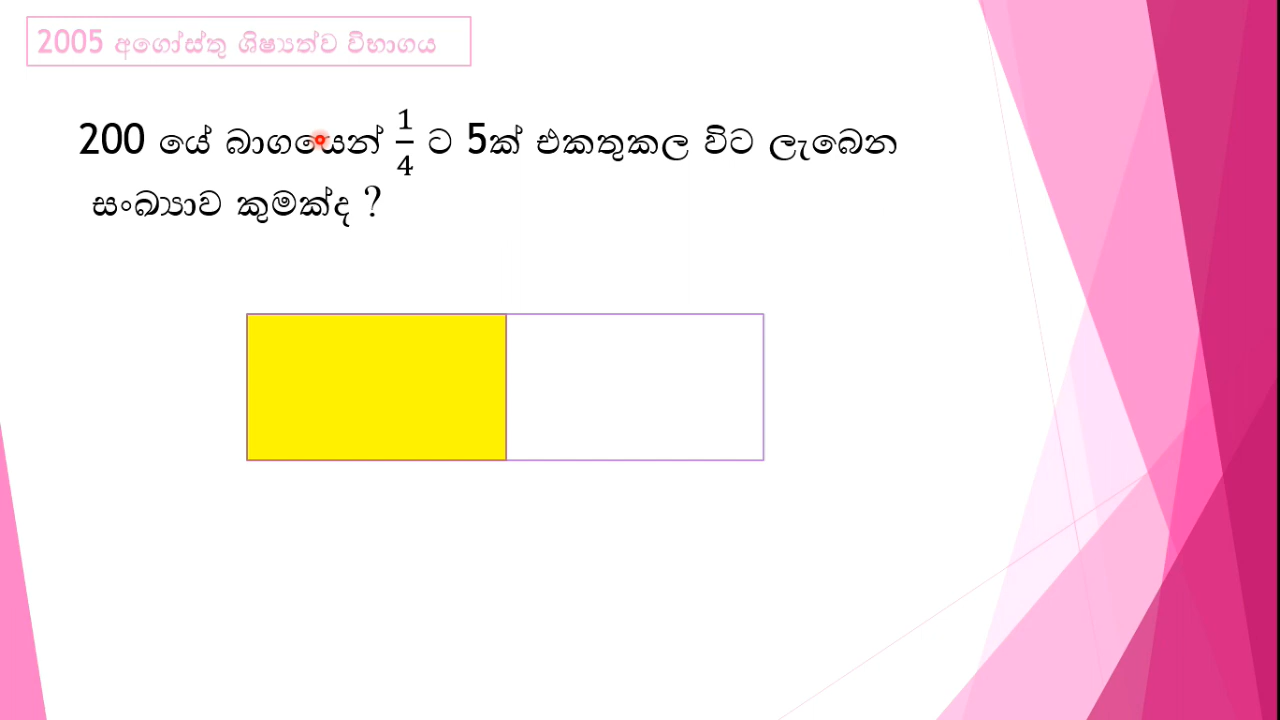 2005 අගෝස්තු ශිෂ්‍යත්ව විභාගය
200 යේ බාගයෙන් 1/4 ට 5ක් එකතුකල විට ලැබෙන
සංඛ්‍යාව කුමක්ද ?